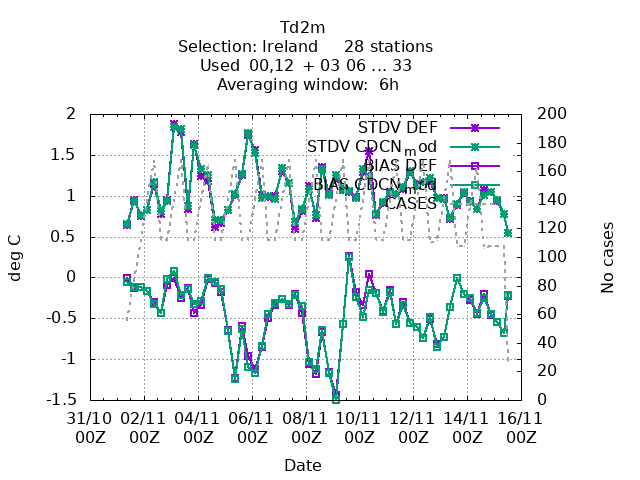 Td2m
Selection: Ireland 28 stations
Used 00,12 + 03 06 ... 33
Averaging window: 6h
STDV DEF
STDV CDCN_mod
BIAS DEF
BIAS CDCN_mod
CASES
2
1.5
1
0.5
0
-0.5
-1
-1.5
deg C
200
180
160
140
120
100
80
60
40
20
0
No cases
31/10 02/11 04/11 06/11 08/11 10/11 12/11 14/11 16/11
00Z 00Z 00Z 00Z 00Z 00Z 00Z 00Z 00Z
Date